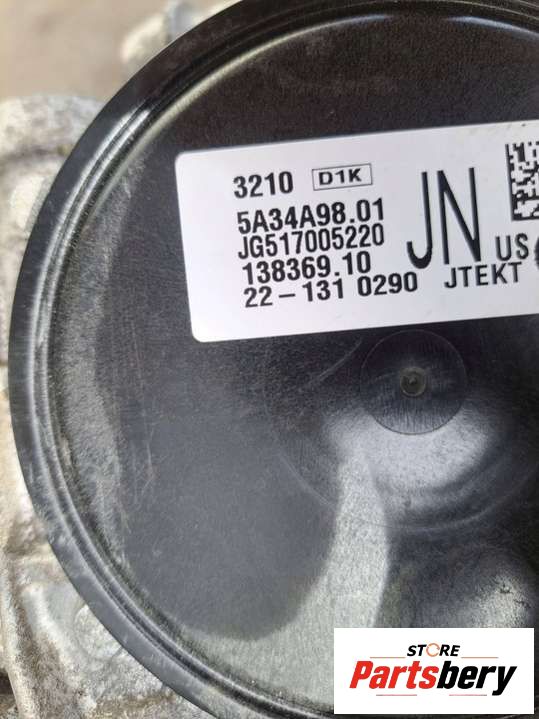 3210 D1K
5A34A98.01
JG517005220
138369.10
22-131 0290
JN US
JTEKT
STORE
Partsbery